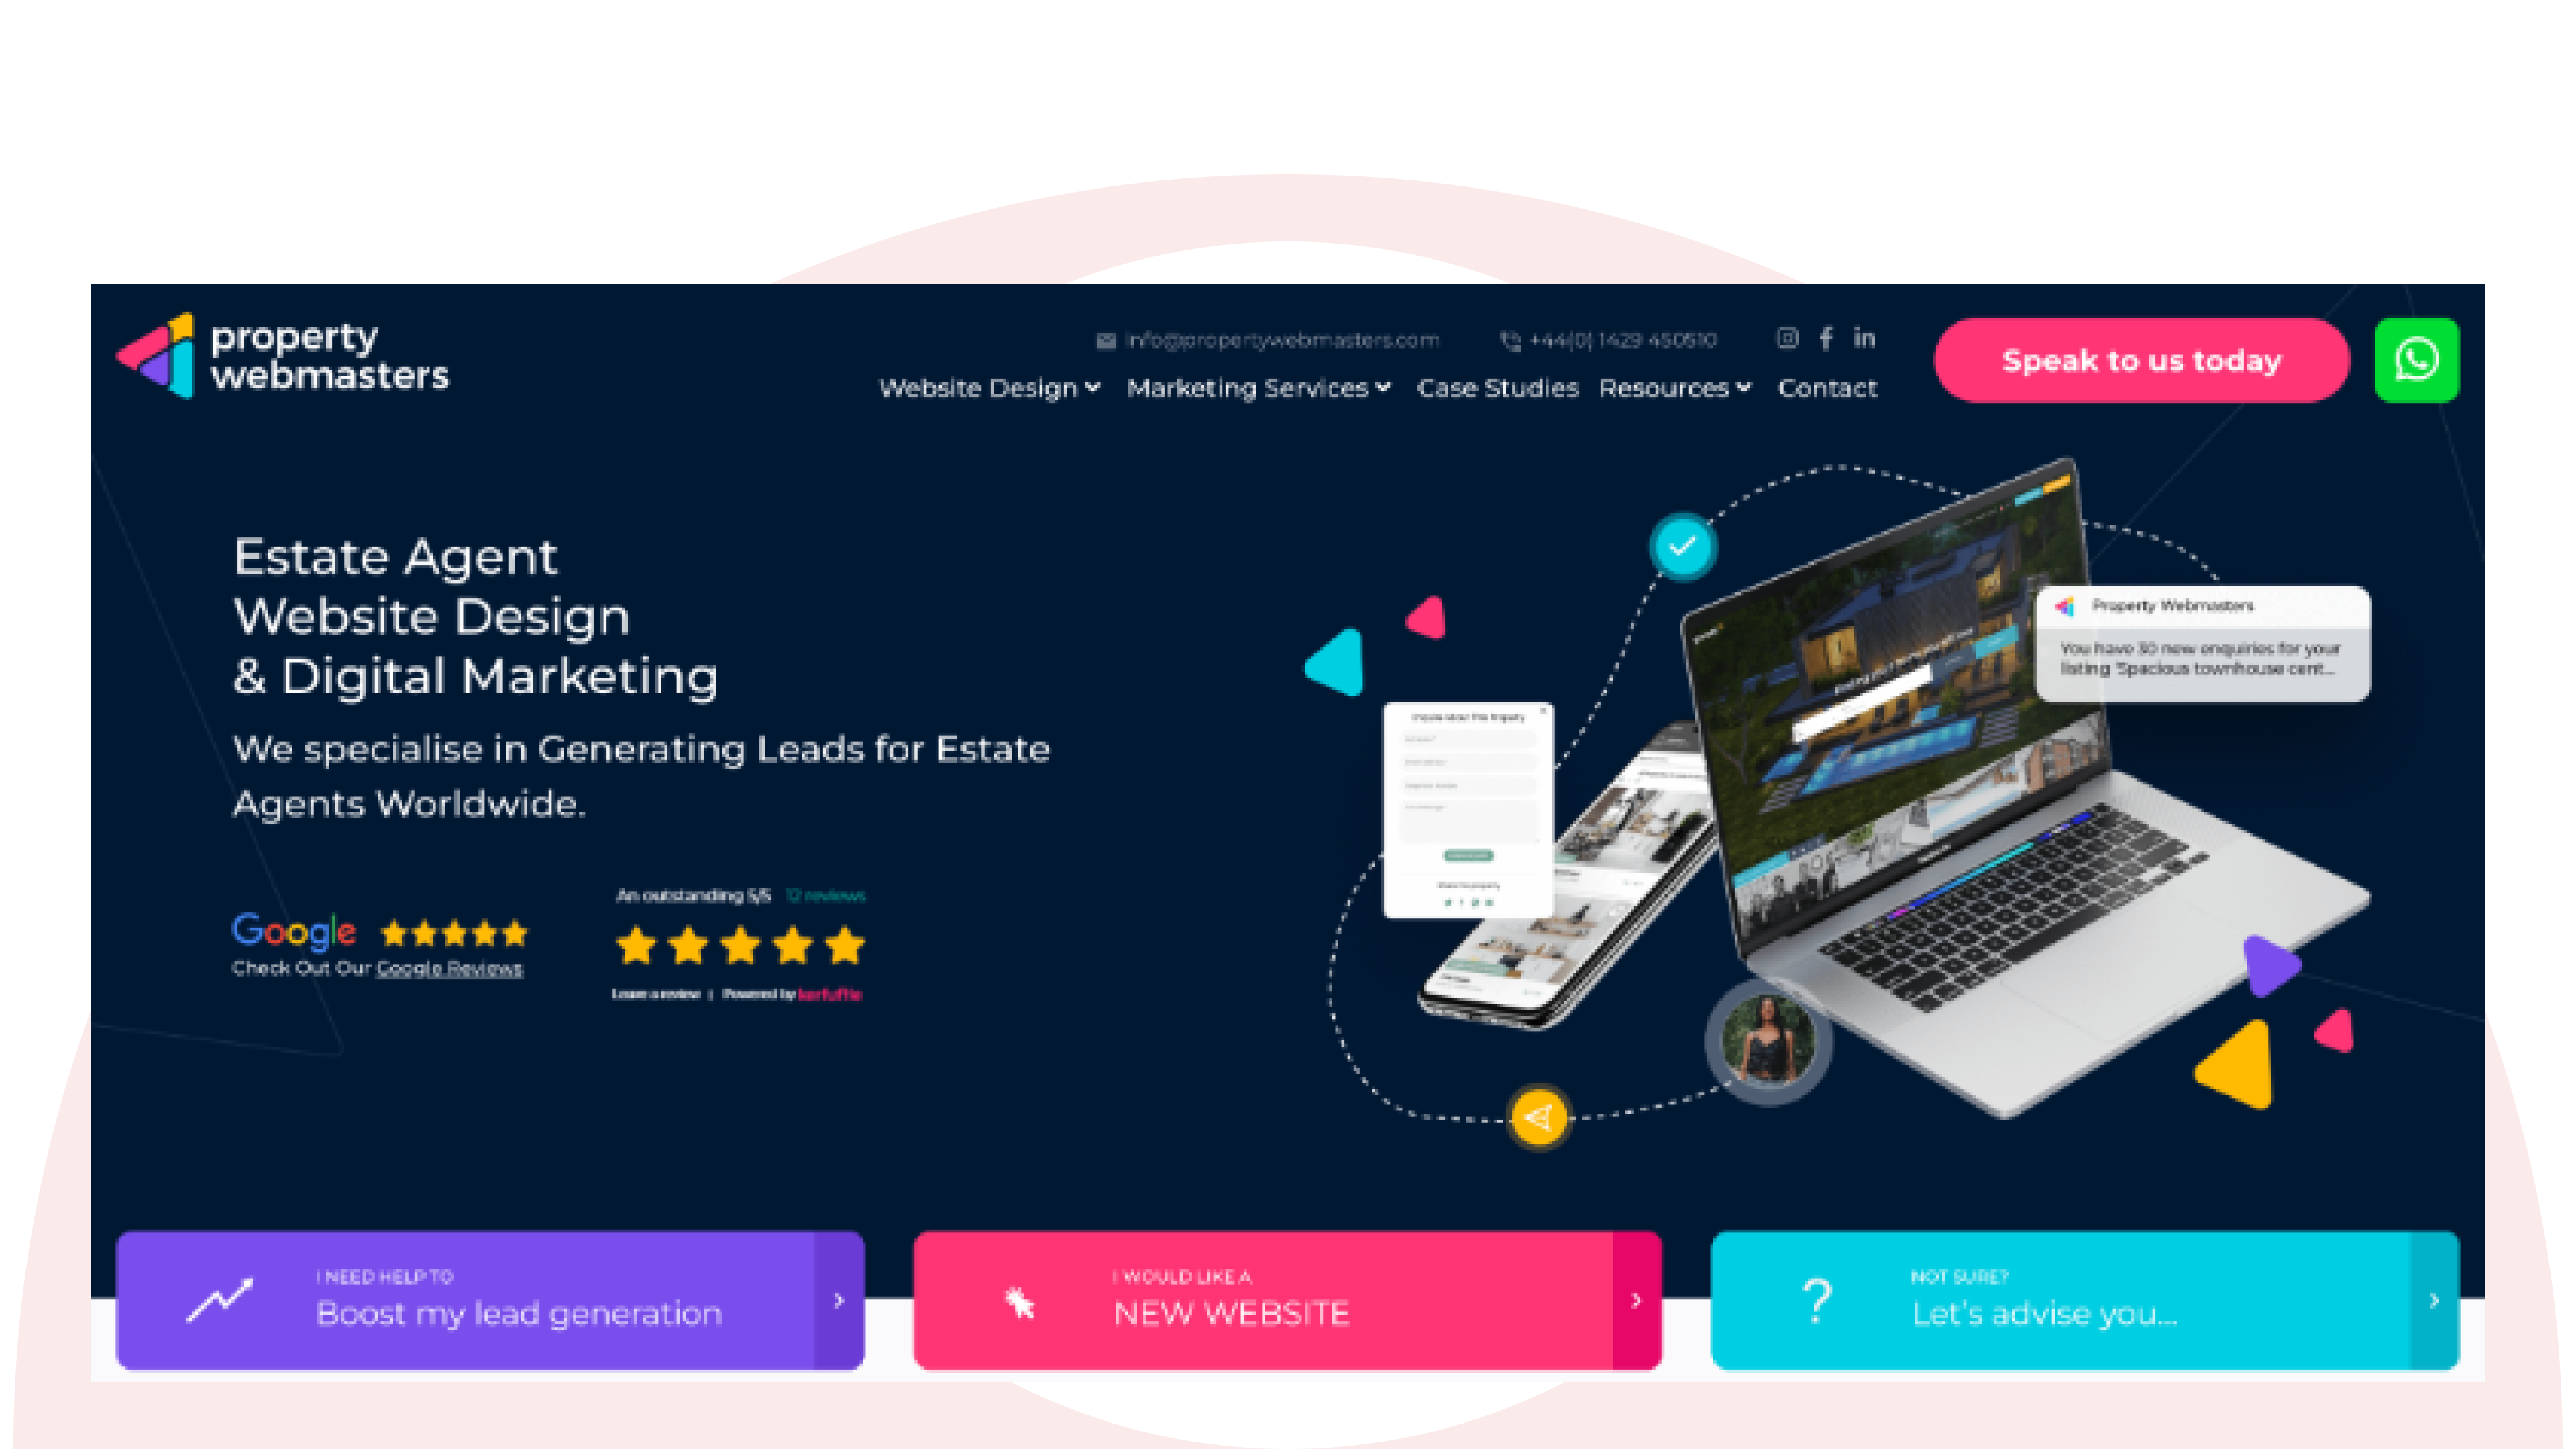 property
webmasters
info@propertywebmasters.com
+44(0) 1429 450510
Speak to us today
Website Design
Marketing Services
Case Studies
Resources
Contact
Estate Agent
Website Design
& Digital Marketing
We specialise in Generating Leads for Estate
Agents Worldwide.
Google
Check Out Our Google Reviews
An outstanding 5/5 12 reviews
Leave a review | Powered by kerfuffle
Property Webmasters
You have 30 new enquiries for your
listing 'Spacious townhouse cent...
I NEED HELP TO
Boost my lead generation
I WOULD LIKE A
NEW WEBSITE
NOT SURE?
Let's advise you...